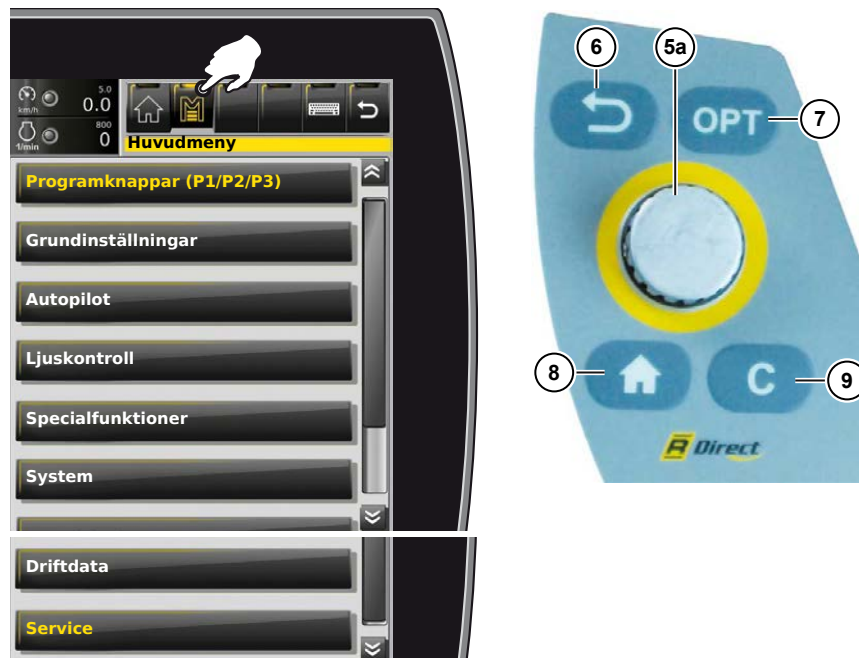 5.0
km/h 0.0
800
1/min 0
Huvudmeny
Programknappar (P1/P2/P3)
Grundinställningar
Autopilot
Ljuskontroll
Specialfunktioner
System
Driftdata
Service
6
5a
OPT
7
8
C
9
R Direct